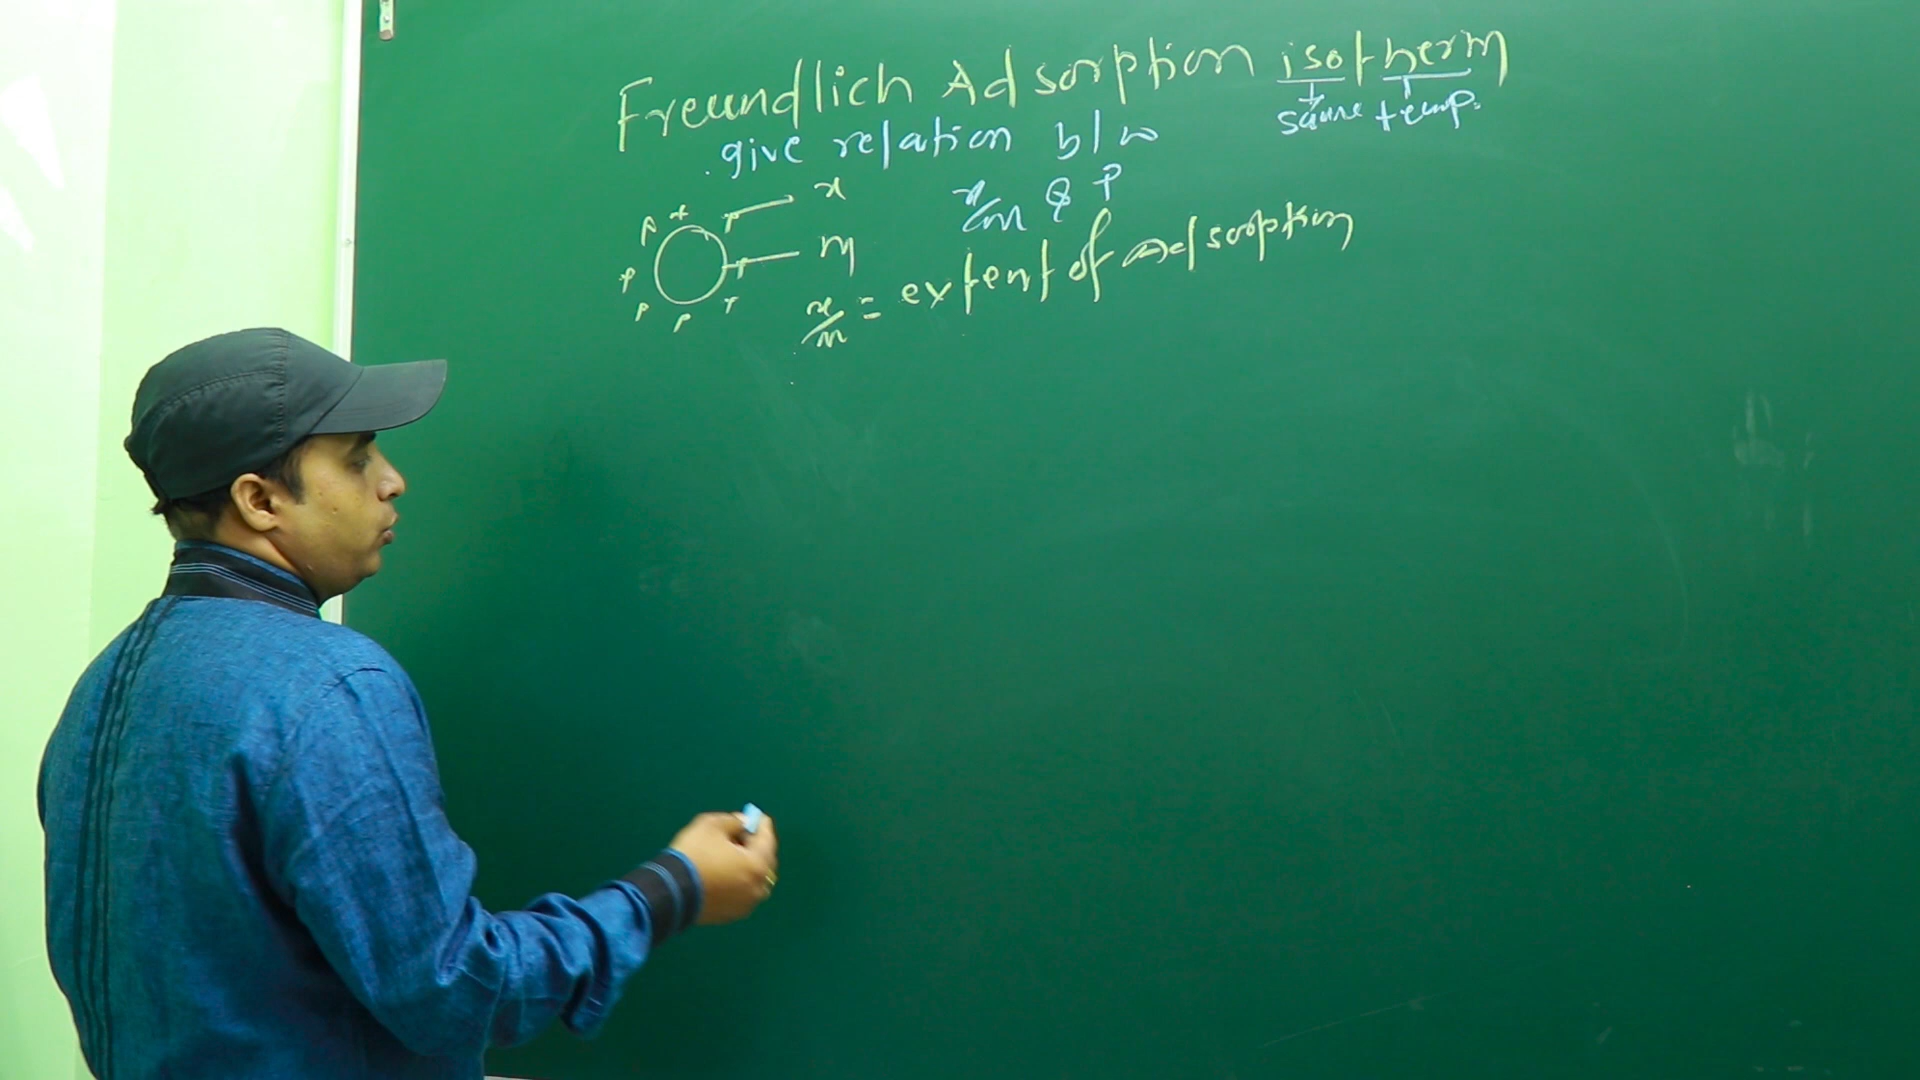 Freundlich Adsorption isotherm
same temp.
. give relation b/w
x/m & P
x
m
x/m = extent of Adsorption